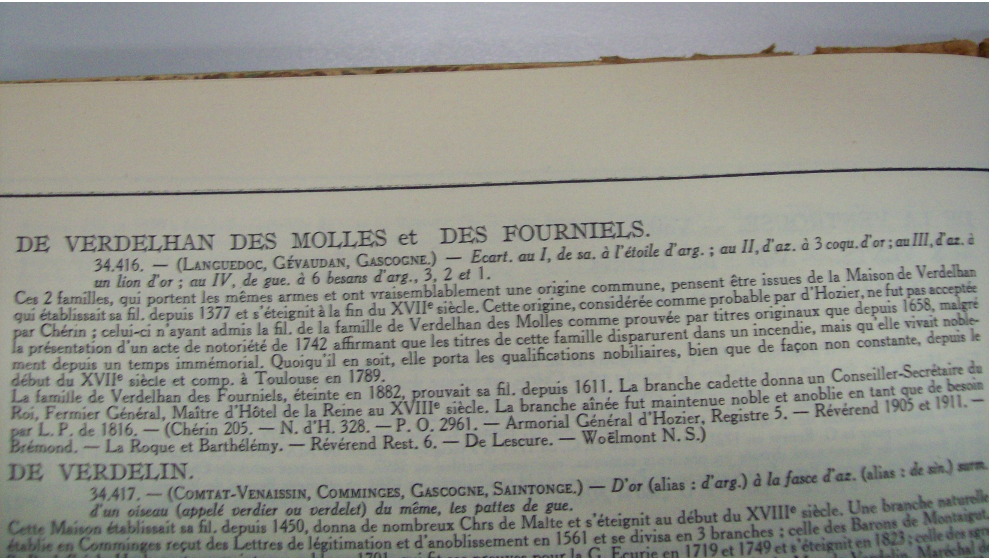 DE VERDELHAN DES MOLLES et DES FOURNIELS.
34.416. — (LANGUEDOC, GÉVAUDAN, GASCOGNE.) — Ecart. au I, de sa. à l'étoile d'arg. ; au II, d'az. à 3 coqu. d'or ; au III, d'az. à
un lion d'or ; au IV, de gue. à 6 besans d'arg., 3, 2 et 1.
Ces 2 familles, qui portent les mêmes armes et ont vraisemblablement une origine commune, pensent être issues de la Maison de Verdelhan
qui établissait sa fil. depuis 1377 et s'éteignit à la fin du XVIIe siècle. Cette origine, considérée comme probable par d'Hozier, ne fut pas acceptée
par Chérin ; celui-ci n'ayant admis la fil. de la famille de Verdelhan des Molles comme prouvée par titres originaux que depuis 1658, malgré
la présentation d'un acte de notoriété de 1742 affirmant que les titres de cette famille disparurent dans un incendie, mais qu'elle vivait noble-
ment depuis un temps immémorial. Quoiqu'il en soit, elle porta les qualifications nobiliaires, bien que de façon non constante, depuis le
début du XVIIe siècle et comp. à Toulouse en 1789.
La famille de Verdelhan des Fourniels, éteinte en 1882, prouvait sa fil. depuis 1611. La branche cadette donna un Conseiller-Secrétaire du
Roi, Fermier Général, Maître d'Hôtel de la Reine au XVIIIe siècle. La branche aînée fut maintenue noble et anoblie en tant que de besoin
par L. P. de 1816. — (Chérin 205. — N. d'H. 328. — P. O. 2961. — Armorial Général d'Hozier, Registre 5. — Révérend 1905 et 1911. —
Brémond. — La Roque et Barthélémy. — Révérend Rest. 6. — De Lescure. — Woëlmont N. S.)
DE VERDELIN.
34.417. — (COMTAT-VENAISSIN, COMMINGES, GASCOGNE, SAINTONGE.) — D'or (alias : d'arg.) à la fasce d'az. (alias : de sin.) surm.
d'un oiseau (appelé verdier ou verdelet) du même, les pattes de gue.
Cette Maison établissait sa fil. depuis 1450, donna de nombreux Chrs de Malte et s'éteignit au début du XVIIIe siècle. Une branche naturelle
établie en Comminges reçut des Lettres de légitimation et d'anoblissement en 1561 et se divisa en 3 branches ; celle des Barons de Montaigut,
1791 pour la G. Ecurie en 1719 et 1749 et s'éteignit en 1823 ; celle des